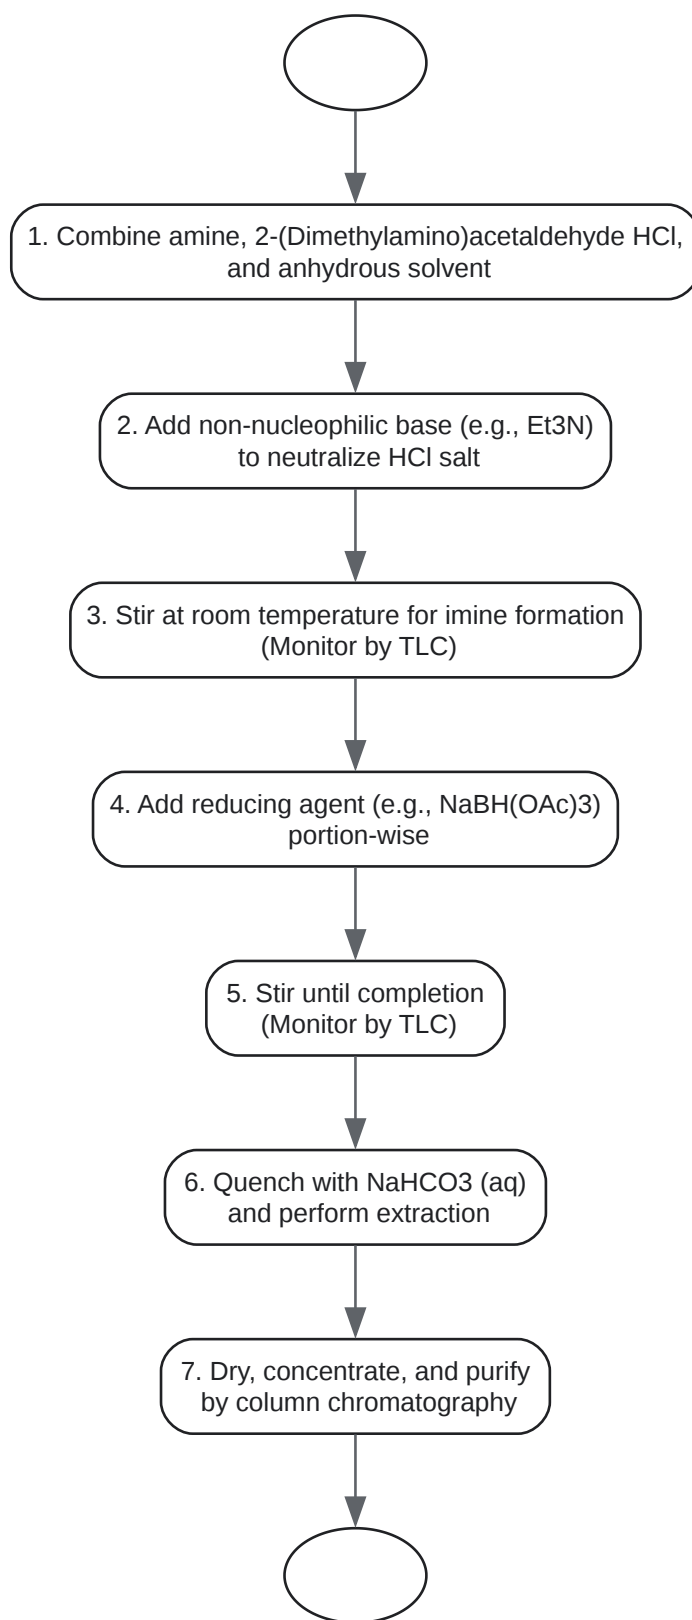 1. Combine amine, 2-(Dimethylamino)acetaldehyde HCl,
and anhydrous solvent
2. Add non-nucleophilic base (e.g., Et3N)
to neutralize HCl salt
3. Stir at room temperature for imine formation
(Monitor by TLC)
4. Add reducing agent (e.g., NaBH(OAc)3)
portion-wise
5. Stir until completion
(Monitor by TLC)
6. Quench with NaHCO3 (aq)
and perform extraction
7. Dry, concentrate, and purify
by column chromatography